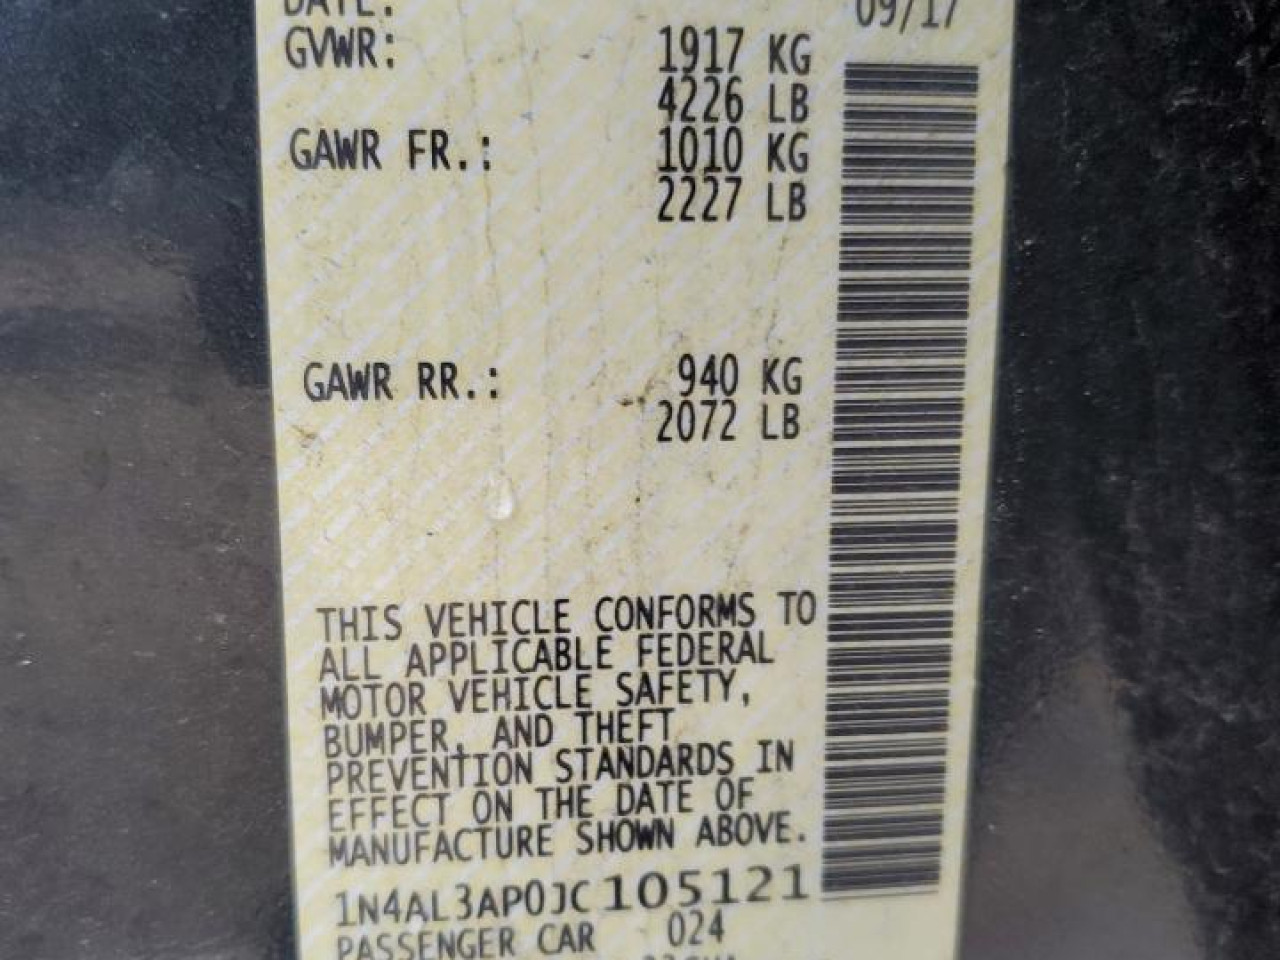 DATE: 09/17
GVWR: 1917 KG
4226 LB
GAWR FR.: 1010 KG
2227 LB
GAWR RR.: 940 KG
2072 LB
THIS VEHICLE CONFORMS TO
ALL APPLICABLE FEDERAL
MOTOR VEHICLE SAFETY,
BUMPER, AND THEFT
PREVENTION STANDARDS IN
EFFECT ON THE DATE OF
MANUFACTURE SHOWN ABOVE.
1N4AL3AP0JC105121
PASSENGER CAR 024